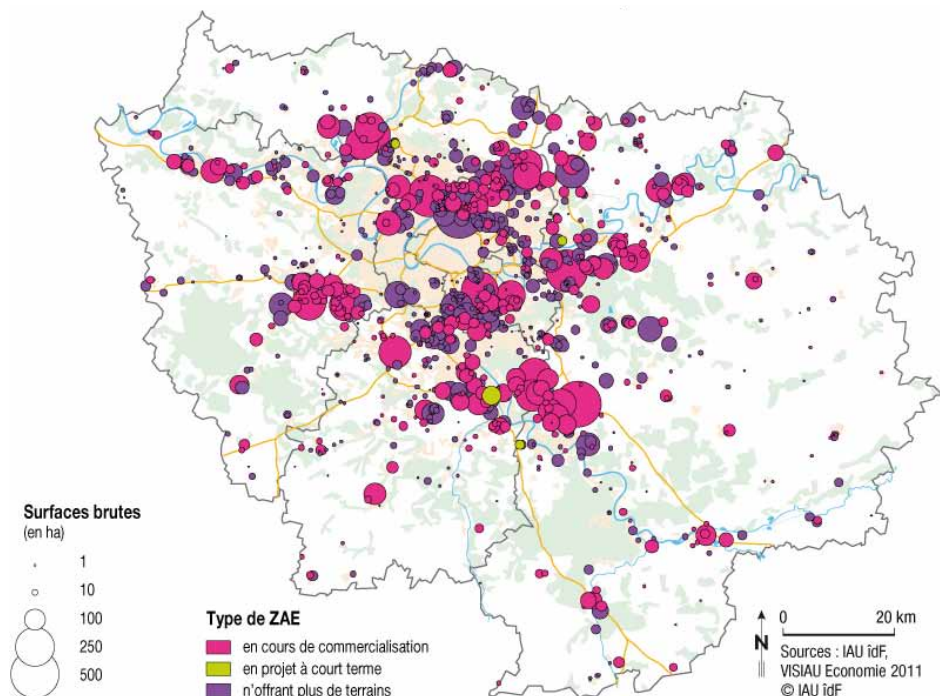 Surfaces brutes
(en ha)
1
10
100
250
500
Type de ZAE
en cours de commercialisation
en projet à court terme
n'offrant plus de terrains
N
0 20 km
Sources : IAU îdF,
VISIAU Economie 2011
© IAU îdF